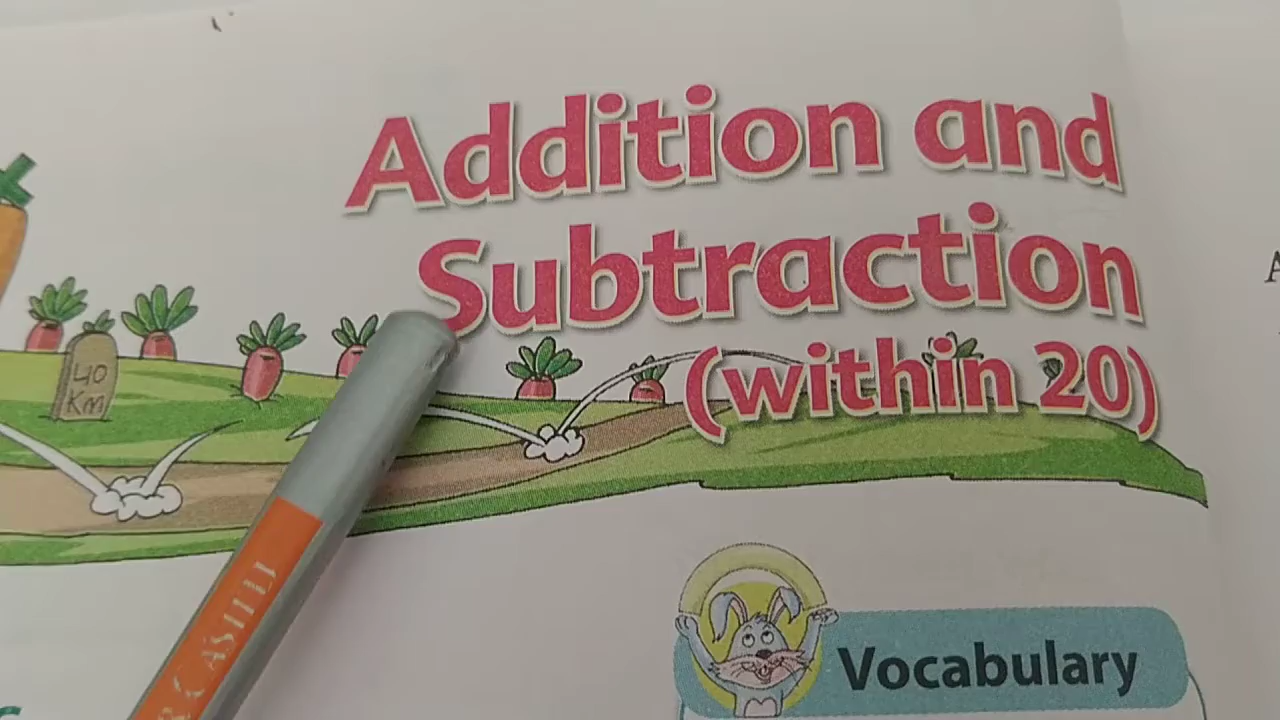 Addition and
Subtraction
(within 20)
40
Km
Vocabulary